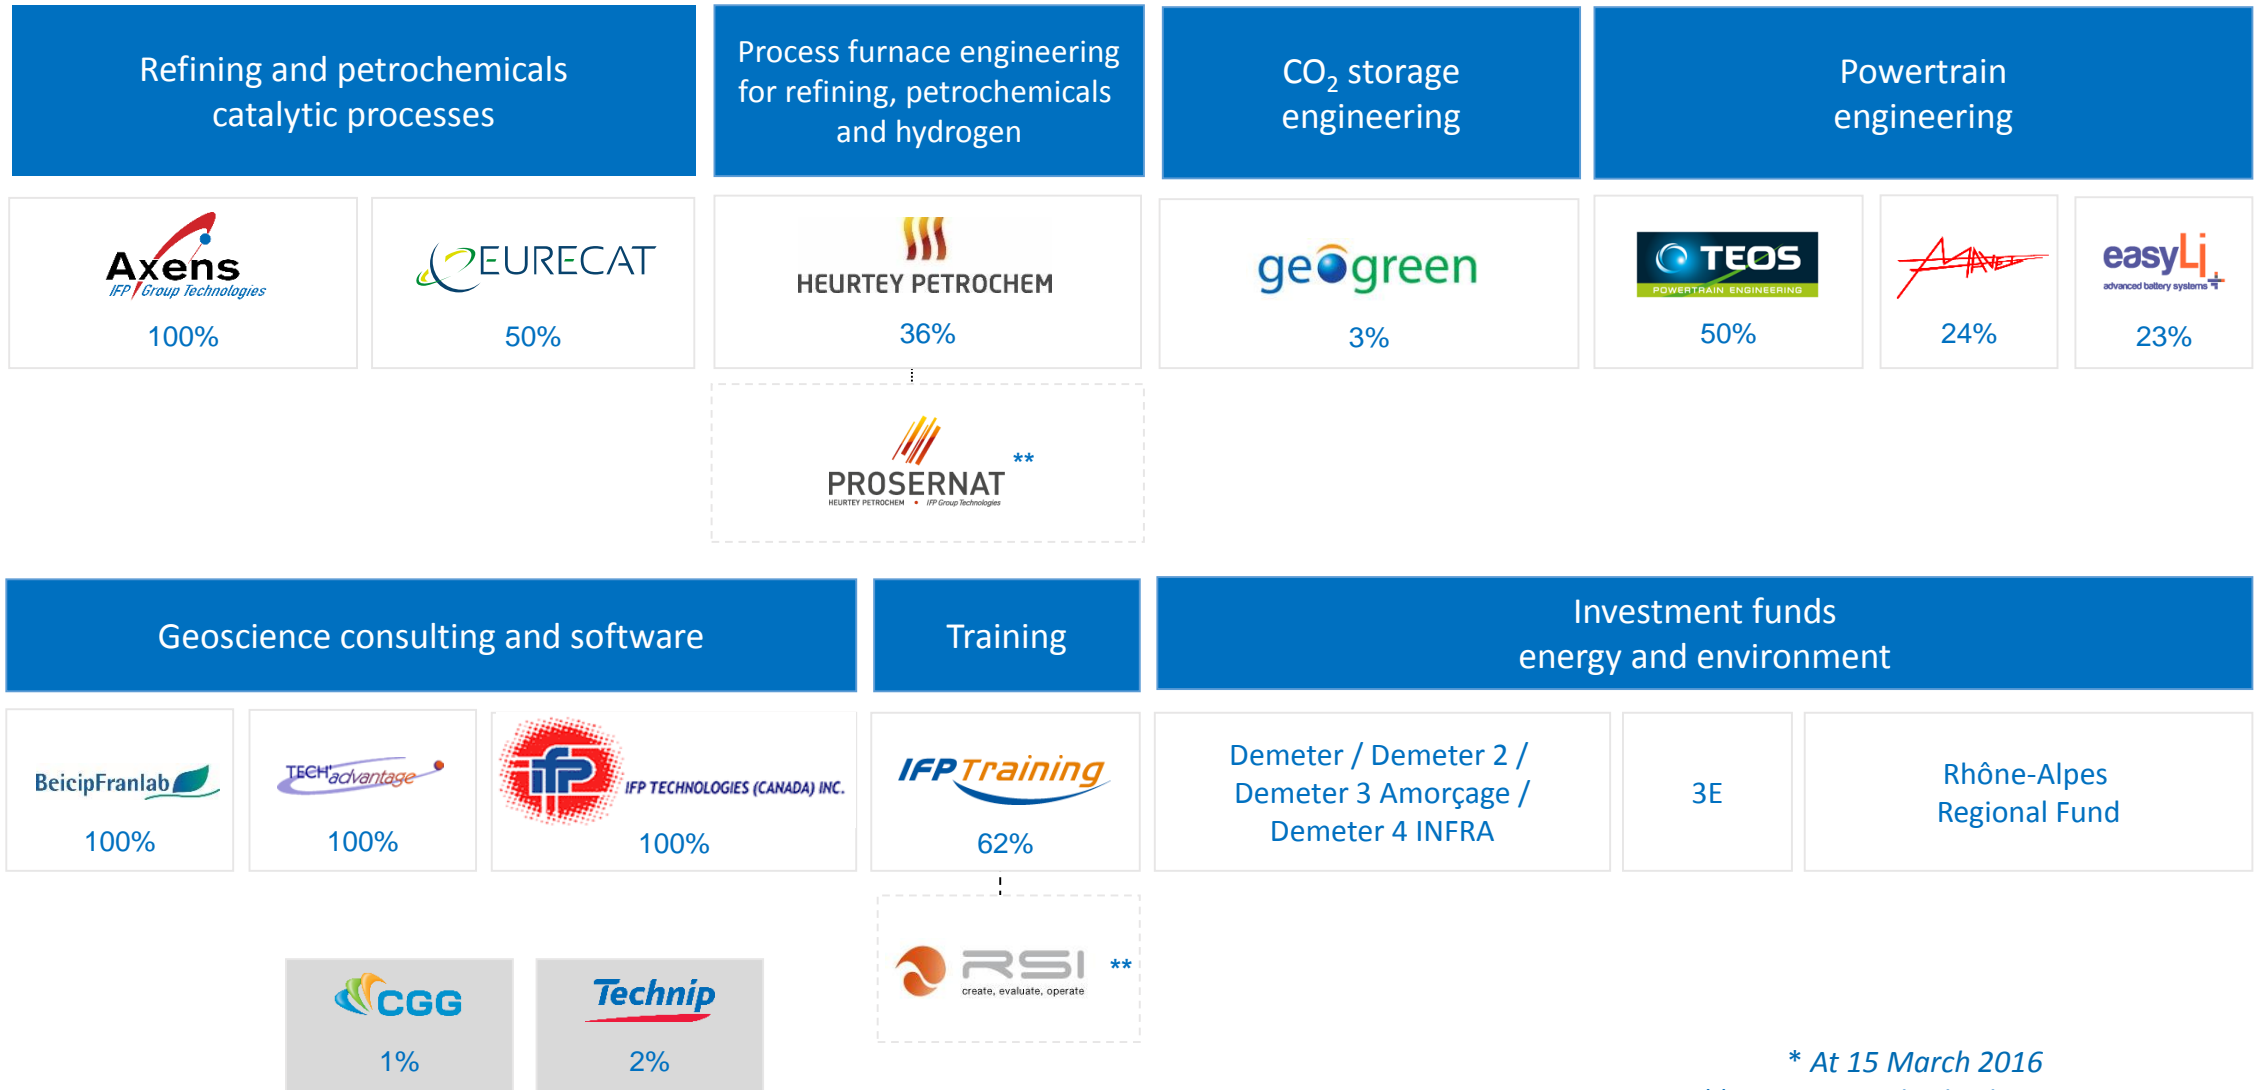 Refining and petrochemicals
catalytic processes
Process furnace engineering
for refining, petrochemicals
and hydrogen
CO₂ storage
engineering
Powertrain
engineering
Axens
IFP Group Technologies
100%
EURECAT
50%
HEURTEY PETROCHEM
36%
geogreen
3%
TEOS
POWERTRAIN ENGINEERING
50%
24%
easyLi
advanced battery systems
23%
PROSERNAT
HEURTEY PETROCHEM • IFP Group Technologies
**
Geoscience consulting and software
Training
Investment funds
energy and environment
BeicipFranlab
100%
TECH'advantage
100%
ifp
IFP TECHNOLOGIES (CANADA) INC.
100%
IFP Training
62%
Demeter / Demeter 2 /
Demeter 3 Amorçage /
Demeter 4 INFRA
3E
Rhône-Alpes
Regional Fund
RSI
create, evaluate, operate
**
CGG
1%
Technip
2%
* At 15 March 2016